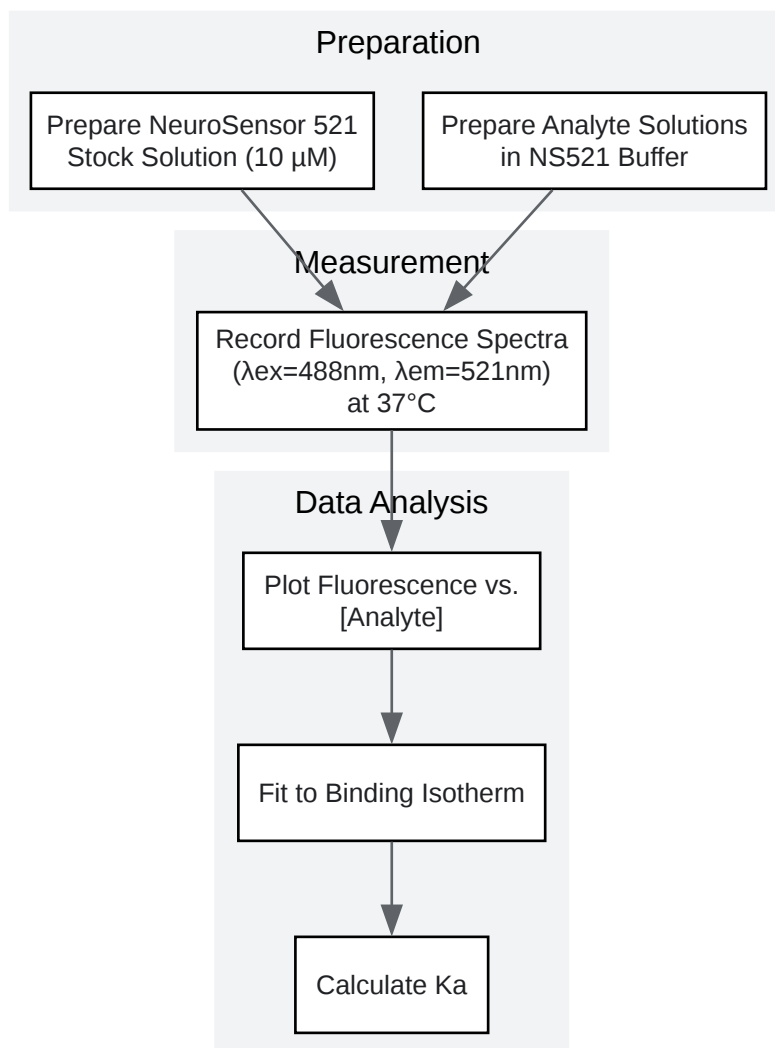 Preparation
Prepare NeuroSensor 521
Stock Solution (10 µM)
Prepare Analyte Solutions
in NS521 Buffer
Measurement
Record Fluorescence Spectra
(λex=488nm, λem=521nm)
at 37°C
Data Analysis
Plot Fluorescence vs.
[Analyte]
Fit to Binding Isotherm
Calculate Ka